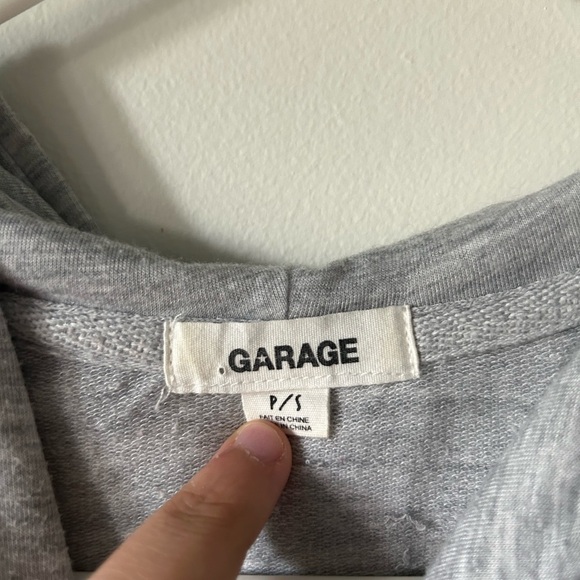 .GARAGE
P/S
FAIT EN CHINE
IN CHINA